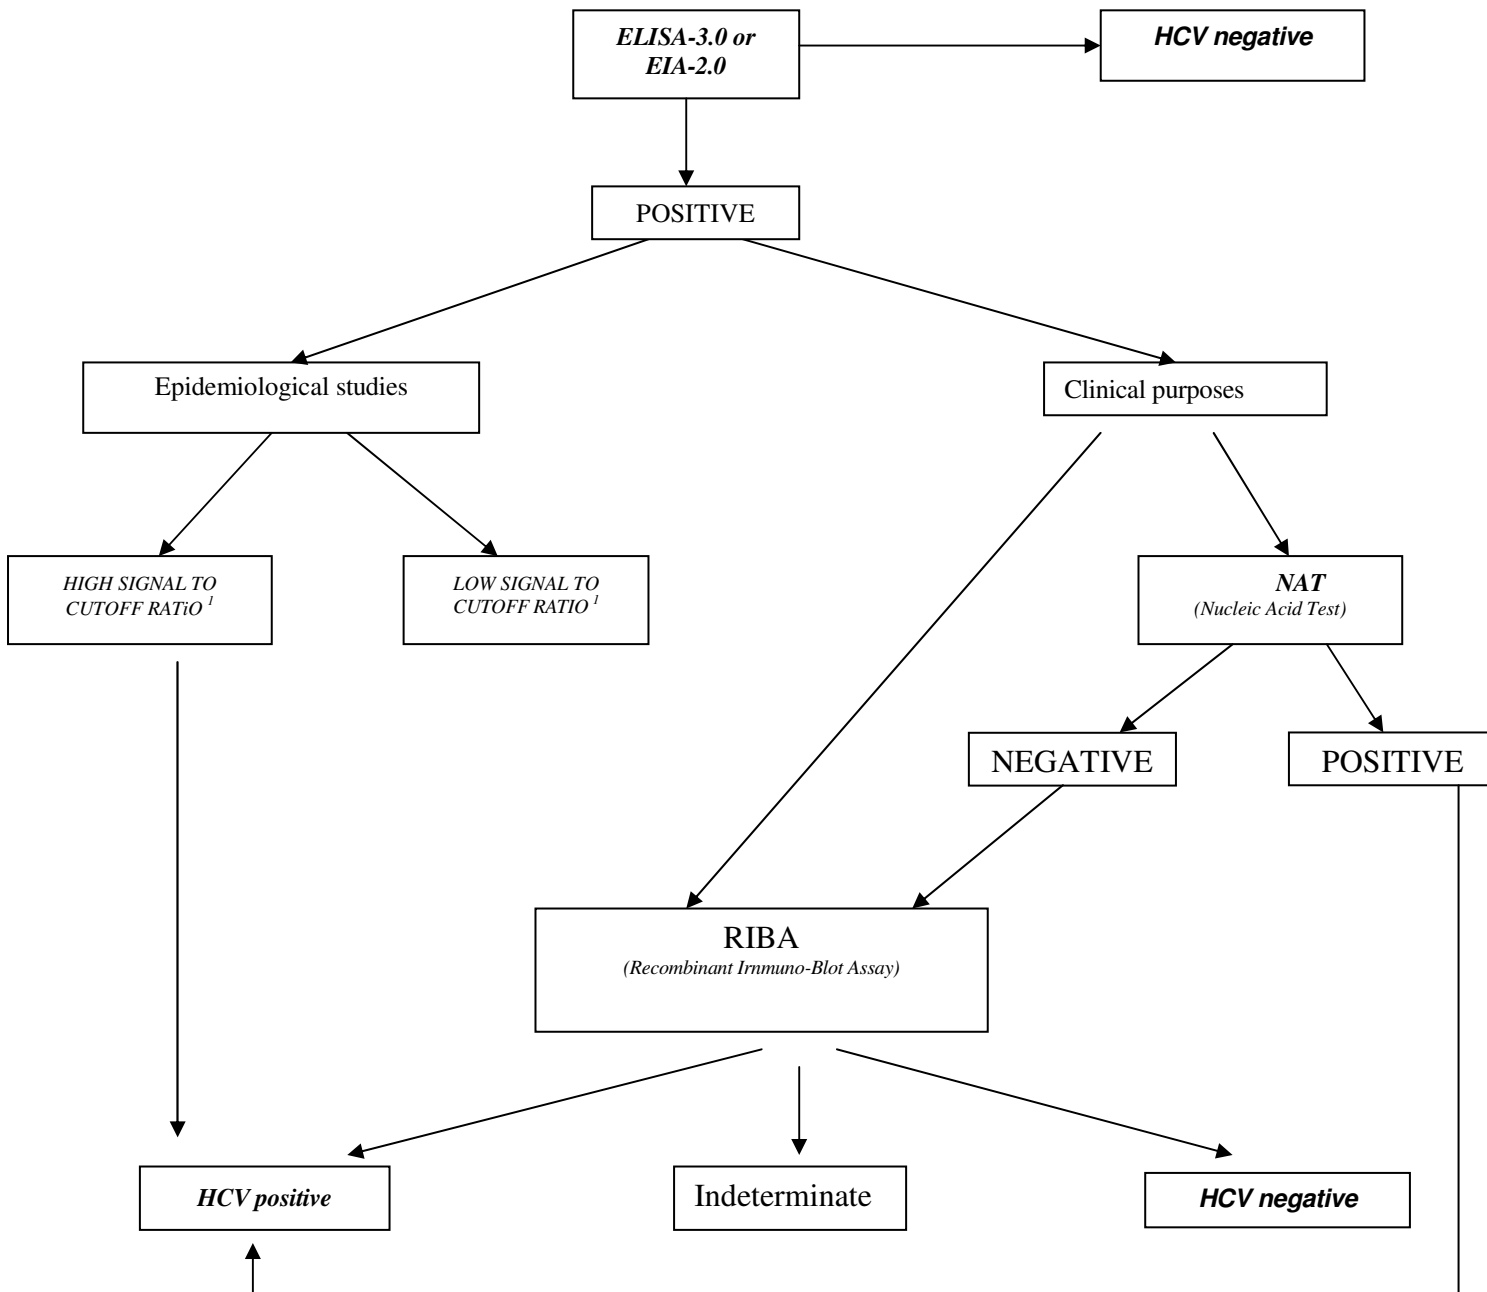 ELISA-3.0 or
EIA-2.0
HCV negative
POSITIVE
Epidemiological studies
Clinical purposes
HIGH SIGNAL TO
CUTOFF RATiO 1
LOW SIGNAL TO
CUTOFF RATIO 1
NAT
(Nucleic Acid Test)
NEGATIVE
POSITIVE
RIBA
(Recombinant Irnmuno-Blot Assay)
HCV positive
Indeterminate
HCV negative